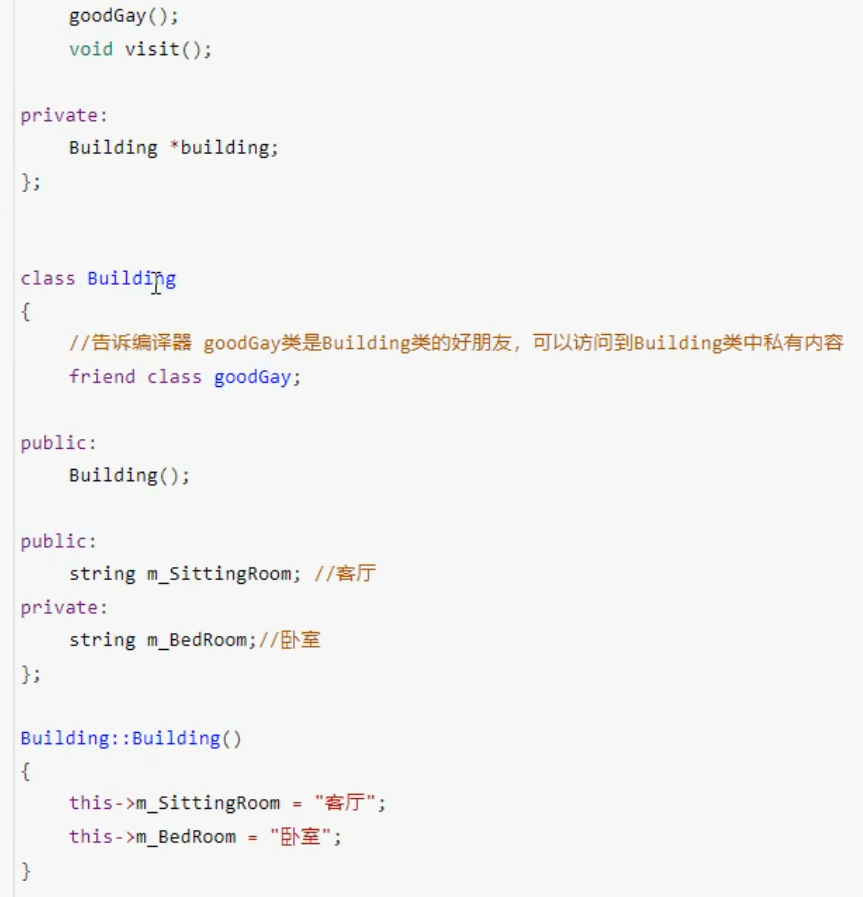 goodGay();
void visit();
private:
Building *building;
};
class Building
{
//告诉编译器 goodGay类是Building类的好朋友，可以访问到Building类中私有内容
friend class goodGay;
public:
Building();
public:
string m_SittingRoom; //客厅
private:
string m_BedRoom;//卧室
};
Building::Building()
{
this->m_SittingRoom = "客厅";
this->m_BedRoom = "卧室";
}